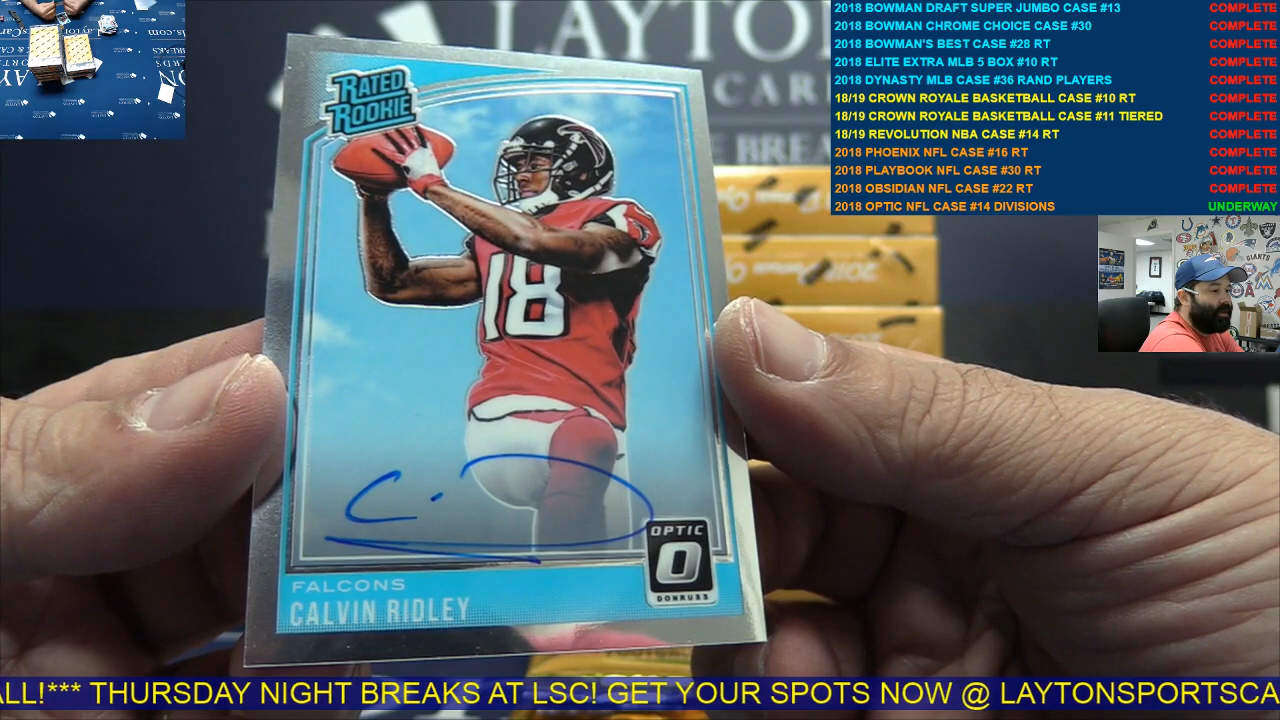 LAYTON
CARDS
E BREA
2018 BOWMAN DRAFT SUPER JUMBO CASE #13 COMPLETE
2018 BOWMAN CHROME CHOICE CASE #30 COMPLETE
2018 BOWMAN'S BEST CASE #28 RT COMPLETE
2018 ELITE EXTRA MLB 5 BOX #10 RT COMPLETE
2018 DYNASTY MLB CASE #36 RAND PLAYERS COMPLETE
18/19 CROWN ROYALE BASKETBALL CASE #10 RT COMPLETE
18/19 CROWN ROYALE BASKETBALL CASE #11 TIERED COMPLETE
18/19 REVOLUTION NBA CASE #14 RT COMPLETE
2018 PHOENIX NFL CASE #16 RT COMPLETE
2018 PLAYBOOK NFL CASE #30 RT COMPLETE
2018 OBSIDIAN NFL CASE #22 RT COMPLETE
2018 OPTIC NFL CASE #14 DIVISIONS UNDERWAY
RATED
ROOKIE
18
OPTIC
O
DONRUSS
FALCONS
CALVIN RIDLEY
GIANTS
ALL!*** THURSDAY NIGHT BREAKS AT LSC! GET YOUR SPOTS NOW @ LAYTONSPORTSCA